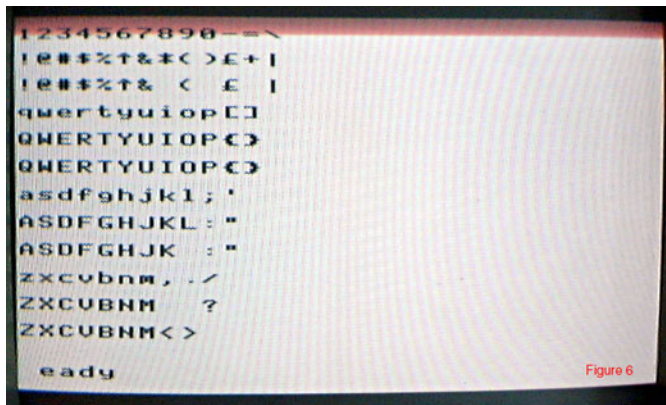 1234567890-=\
!@#$%↑&*()£+|
!@#$%↑&  (  £  |
qwertyuiop[]
QWERTYUIOP{}
QWERTYUIOP{}
asdfghjkl;'
ASDFGHJKL:"
ASDFGHJK :"
zxcvbnm,./
ZXCVBNM  ?
ZXCVBNM<>
eady
Figure 6